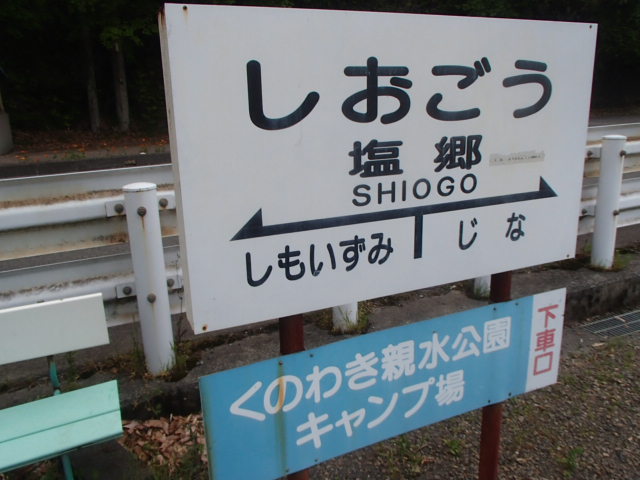 しおごう
塩郷
SHIOGO
しもいずみ じな
くのわき親水公園
キャンプ場
下車口